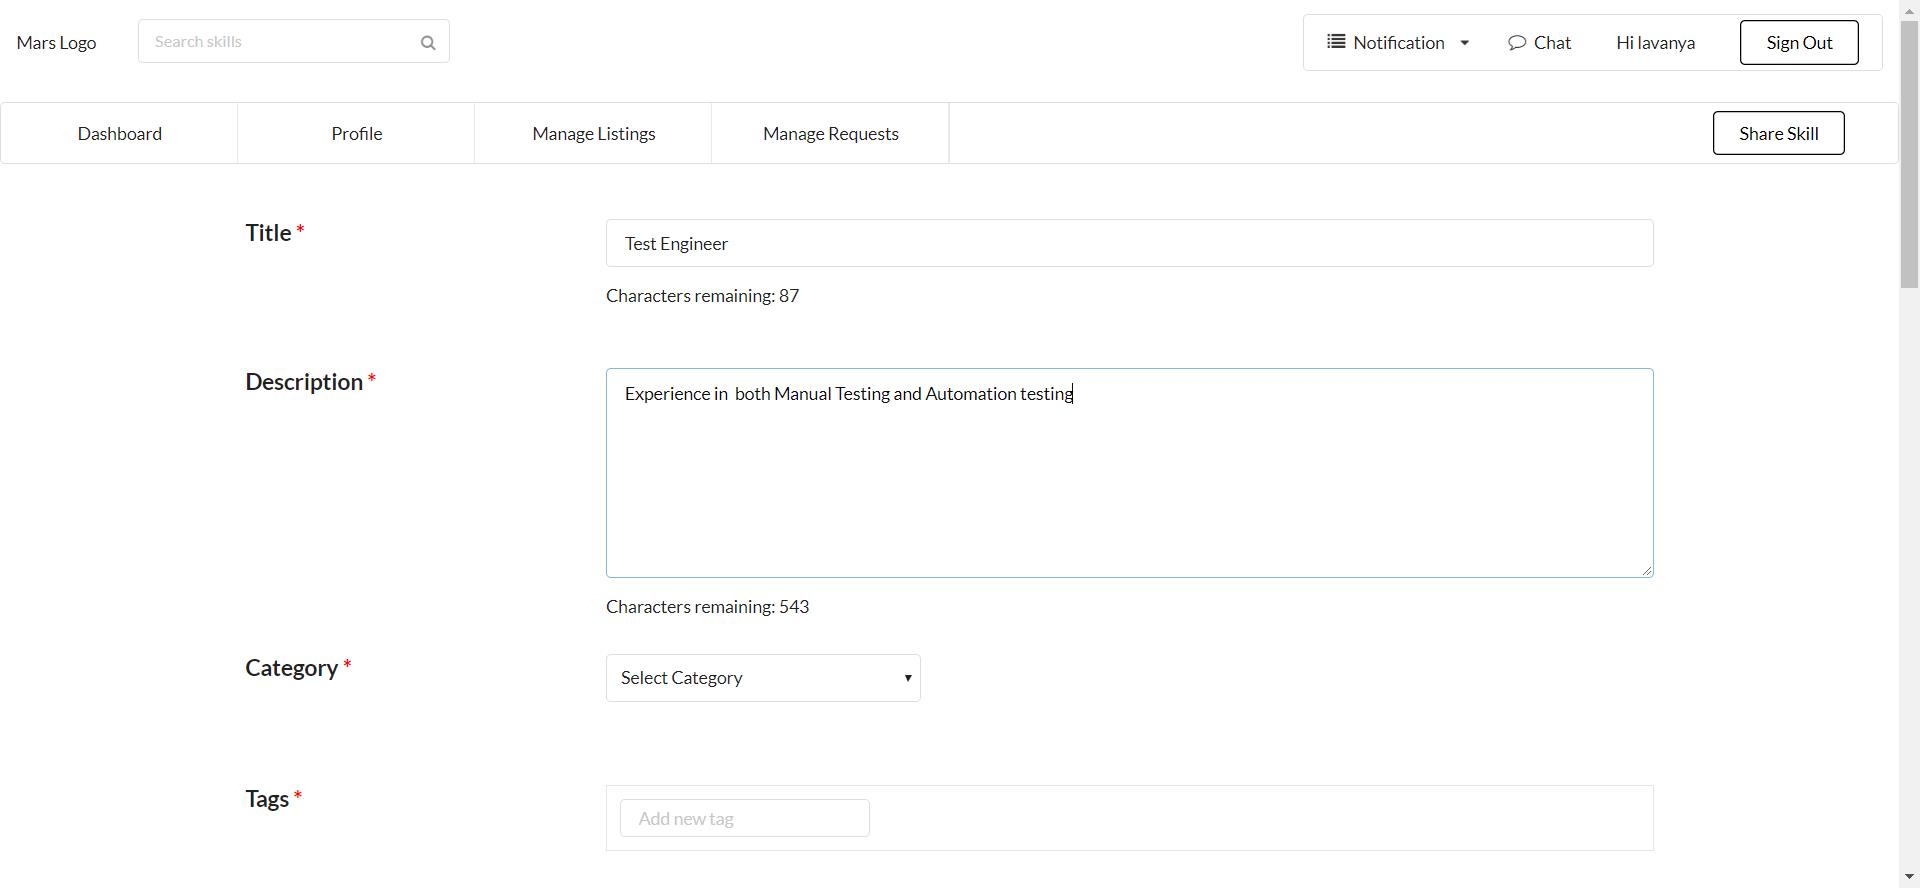 Mars Logo
Search skills
Notification
Chat
Hi lavanya
Sign Out
Dashboard
Profile
Manage Listings
Manage Requests
Share Skill
Title *
Test Engineer
Characters remaining: 87
Description *
Experience in  both Manual Testing and Automation testing
Characters remaining: 543
Category *
Select Category
Tags *
Add new tag